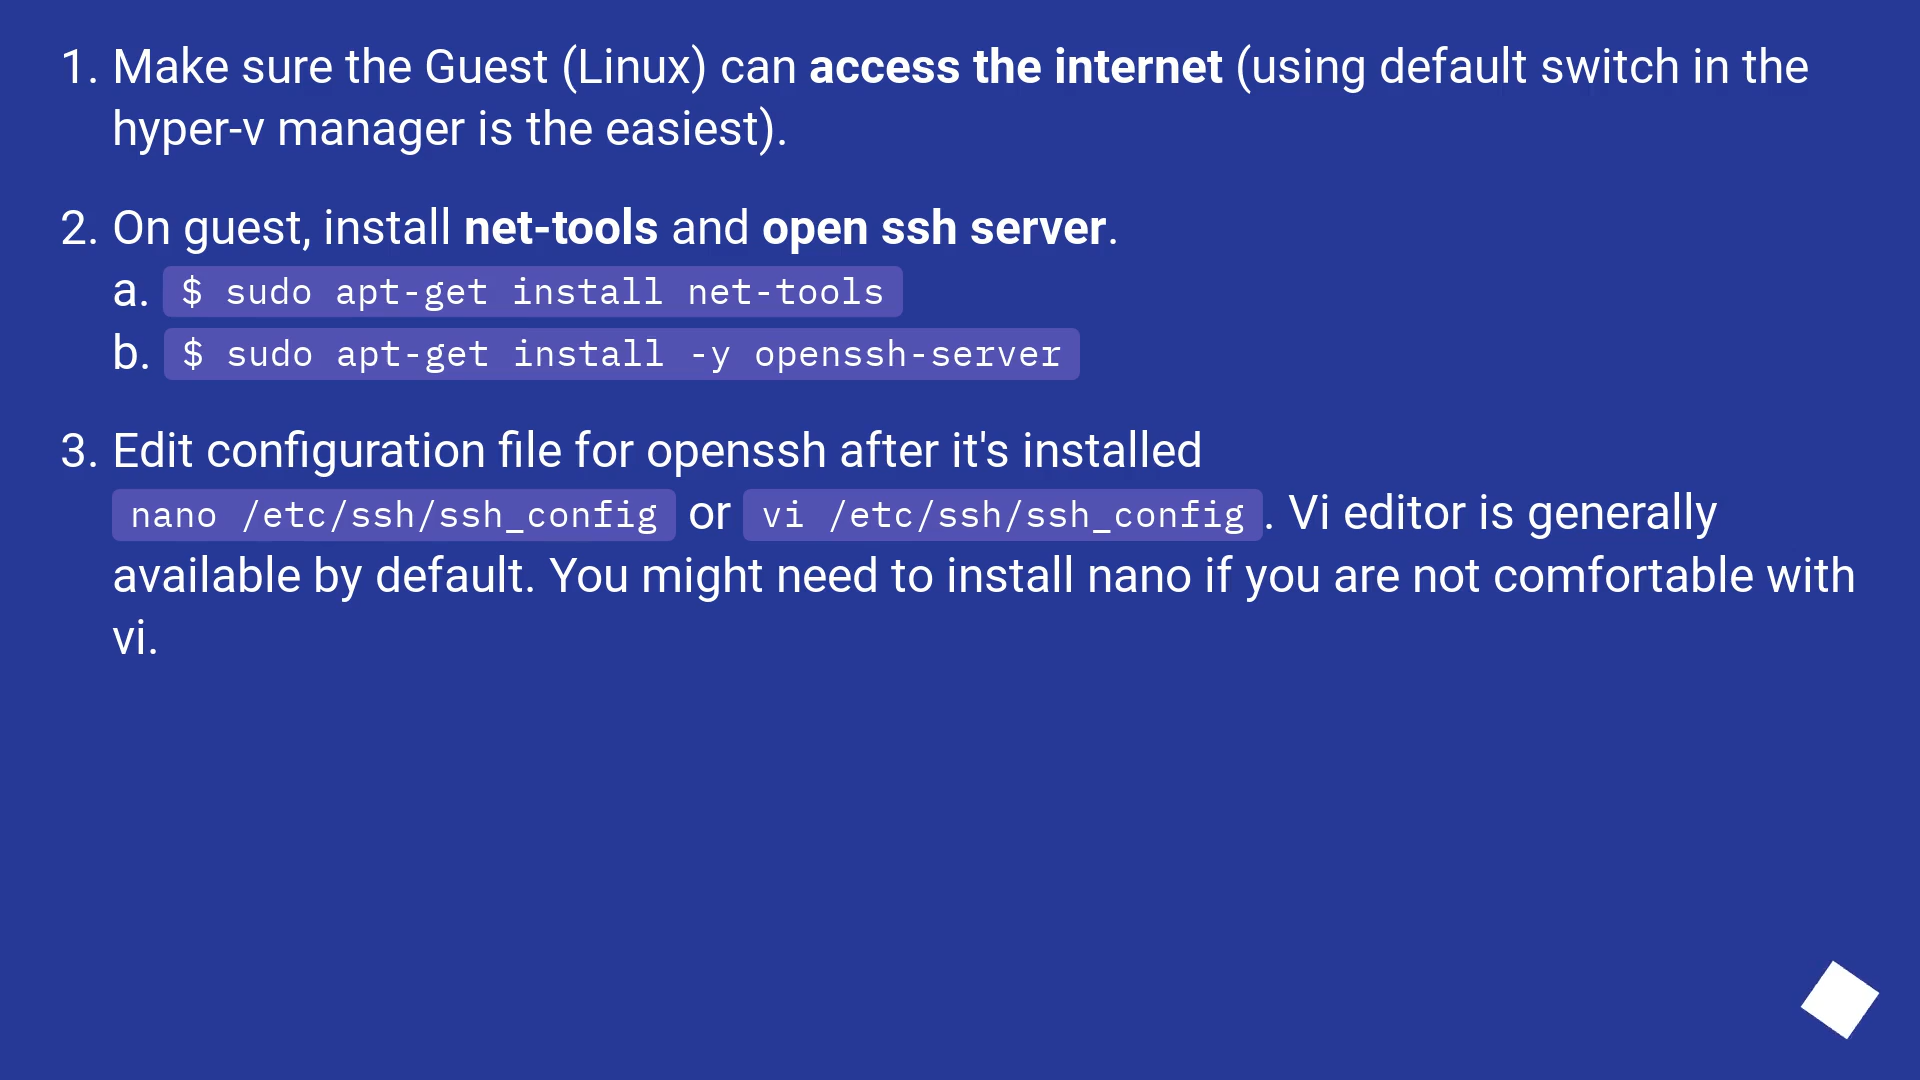 1. Make sure the Guest (Linux) can access the internet (using default switch in the
hyper-v manager is the easiest).
2. On guest, install net-tools and open ssh server.
a. $ sudo apt-get install net-tools
b. $ sudo apt-get install -y openssh-server
3. Edit configuration file for openssh after it's installed
nano /etc/ssh/ssh_config or vi /etc/ssh/ssh_config. Vi editor is generally
available by default. You might need to install nano if you are not comfortable with
vi.